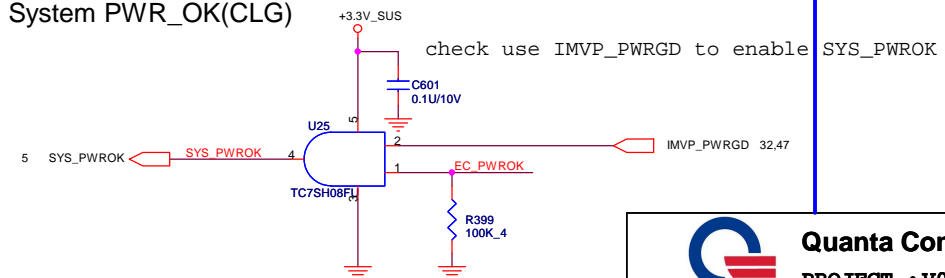 System PWR_OK(CLG)
+3.3V_SUS
check use IMVP_PWRGD to enable SYS_PWROK
C601
0.1U/10V
U25
5
2
IMVP_PWRGD 32,47
5 SYS_PWROK
SYS_PWROK
4
1
EC_PWROK
TC7SH08FU
3
R399
100K_4
Quanta Con